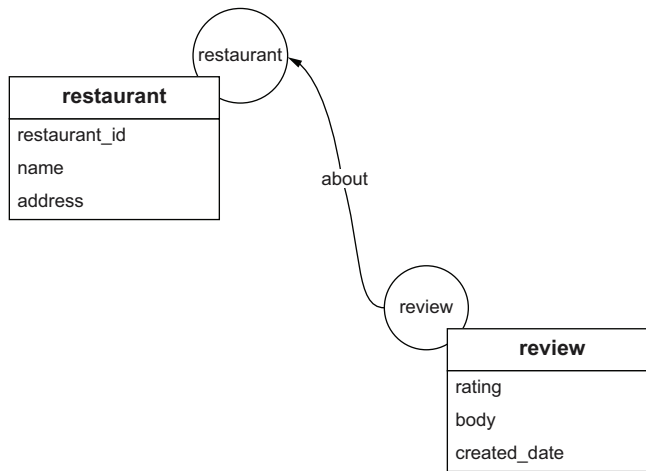 restaurant
restaurant
restaurant_id
name
address
about
review
review
rating
body
created_date